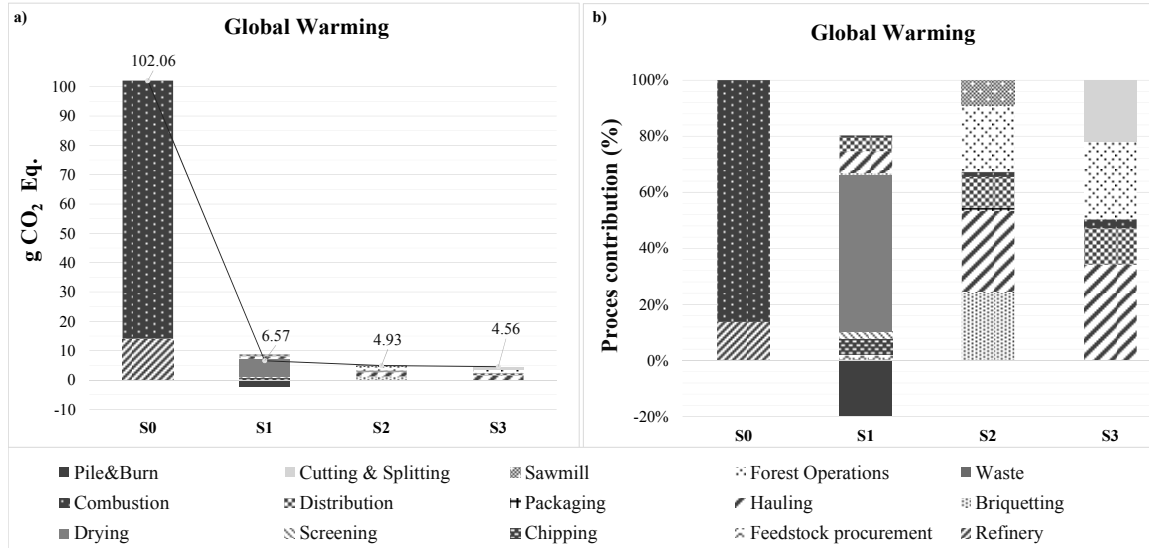 a)
Global Warming
102.06
100
90
80
70
60
50
40
30
20
10
0
-10
g CO₂ Eq.
6.57
4.93
4.56
S0 S1 S2 S3
b)
Global Warming
100%
80%
60%
40%
20%
0%
-20%
Proces contribution (%)
S0 S1 S2 S3
Pile&Burn Cutting & Splitting Sawmill Forest Operations Waste
Combustion Distribution Packaging Hauling Briquetting
Drying Screening Chipping Feedstock procurement Refinery